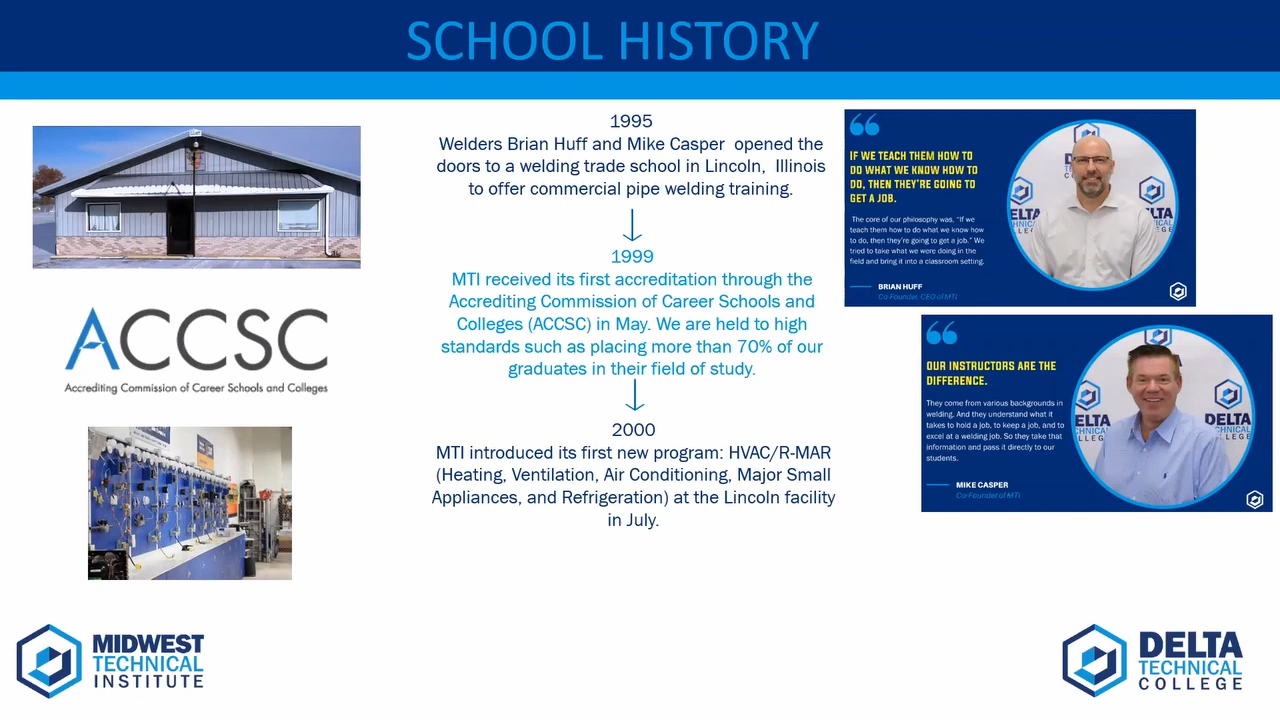 SCHOOL HISTORY
1995
Welders Brian Huff and Mike Casper opened the
doors to a welding trade school in Lincoln, Illinois
to offer commercial pipe welding training.
1999
MTI received its first accreditation through the
Accrediting Commission of Career Schools and
Colleges (ACCSC) in May. We are held to high
standards such as placing more than 70% of our
graduates in their field of study.
2000
MTI introduced its first new program: HVAC/R-MAR
(Heating, Ventilation, Air Conditioning, Major Small
Appliances, and Refrigeration) at the Lincoln facility
in July.
ACCSC
Accrediting Commission of Career Schools and Colleges
IF WE TEACH THEM HOW TO
DO WHAT WE KNOW HOW TO
DO, THEN THEY'RE GOING TO
GET A JOB.
The core of our philosophy was, "If we
teach them how to do what we know how
to do, then they're going to get a job." We
tried to take what we were doing in the
field and bring it into a classroom setting.
BRIAN HUFF
Co-Founder, CEO of MTI
OUR INSTRUCTORS ARE THE
DIFFERENCE.
They come from various backgrounds in
welding. And they understand what it
takes to hold a job, to keep a job, and to
excel at a welding job. So they take that
information and pass it directly to our
students.
MIKE CASPER
Co-Founder of MTI
DELTA
TECHNICAL
COLLEGE
MIDWEST
TECHNICAL
INSTITUTE
DELTA
TECHNICAL
COLLEGE